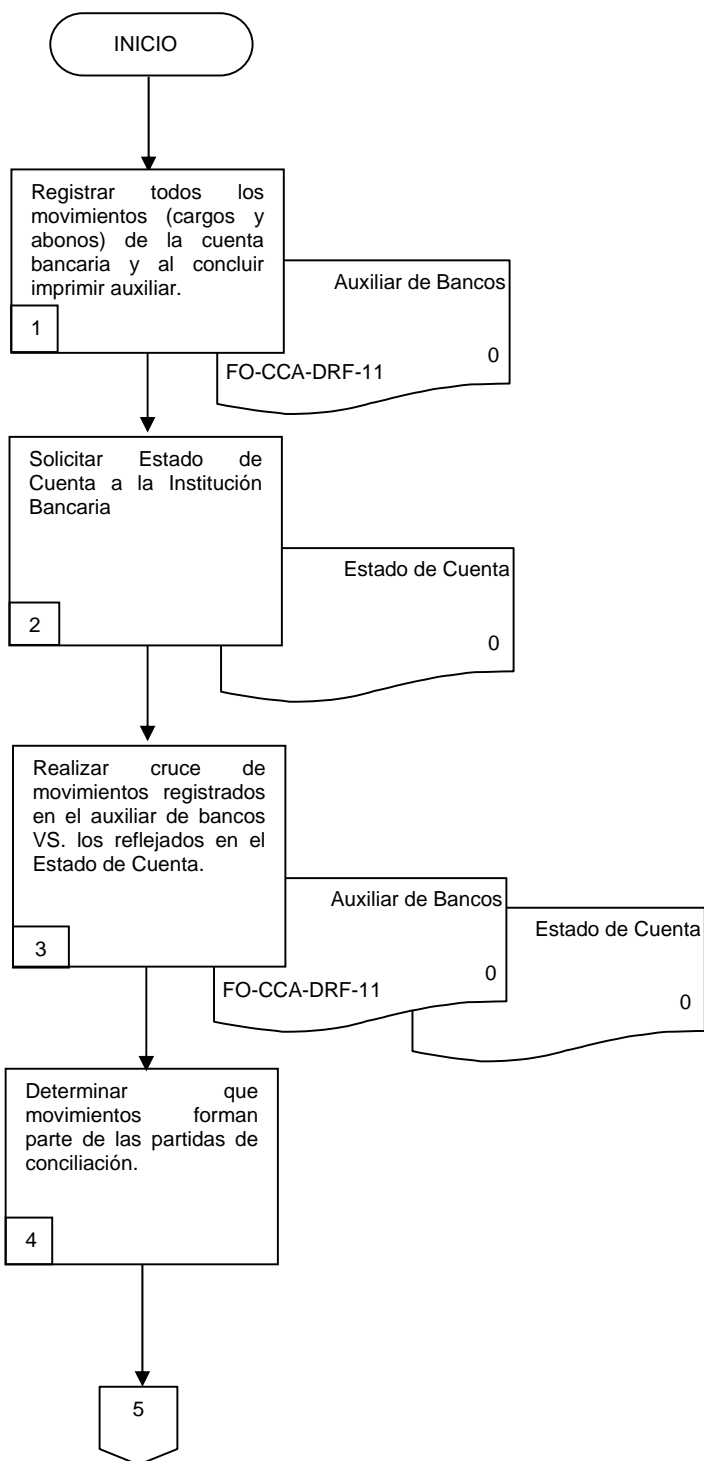 INICIO
Registrar todos los
movimientos (cargos y
abonos) de la cuenta
bancaria y al concluir
imprimir auxiliar.
1
Auxiliar de Bancos
0
FO-CCA-DRF-11
Solicitar Estado de
Cuenta a la Institución
Bancaria
2
Estado de Cuenta
0
Realizar cruce de
movimientos registrados
en el auxiliar de bancos
VS. los reflejados en el
Estado de Cuenta.
3
Auxiliar de Bancos
0
FO-CCA-DRF-11
Estado de Cuenta
0
Determinar que
movimientos forman
parte de las partidas de
conciliación.
4
5